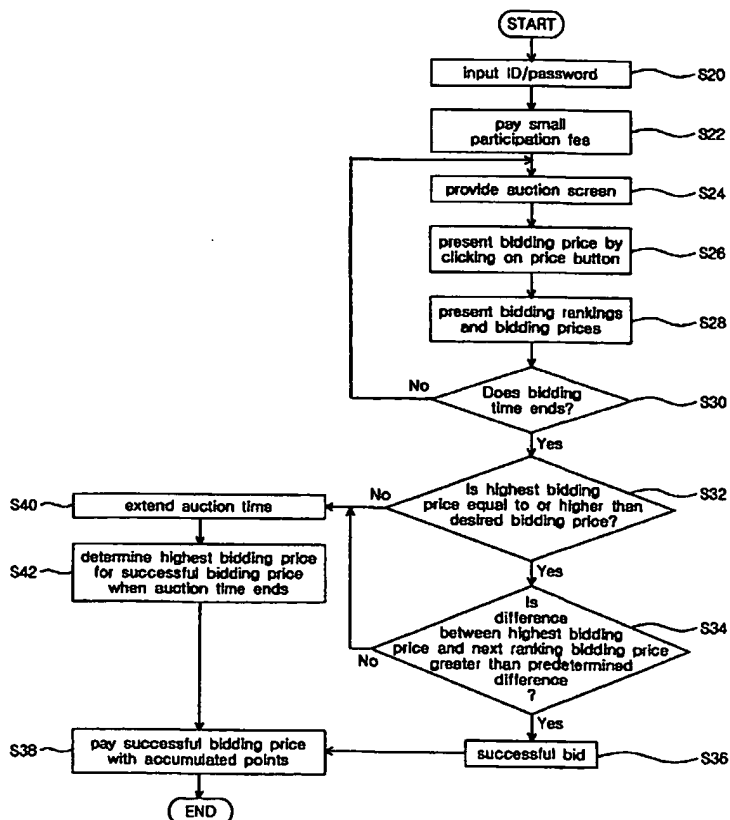 START
input ID/password
S20
pay small
participation fee
S22
provide auction screen
S24
present bidding price by
clicking on price button
S26
present bidding rankings
and bidding prices
S28
No
Does bidding
time ends?
S30
Yes
Is highest bidding
price equal to or higher than
desired bidding price?
S32
No
S40
extend auction time
S42
determine highest bidding price
for successful bidding price
when auction time ends
Yes
Is
difference
between highest bidding
price and next ranking bidding price
greater than predetermined
difference
?
S34
No
Yes
S38
pay successful bidding price
with accumulated points
successful bid
S36
END